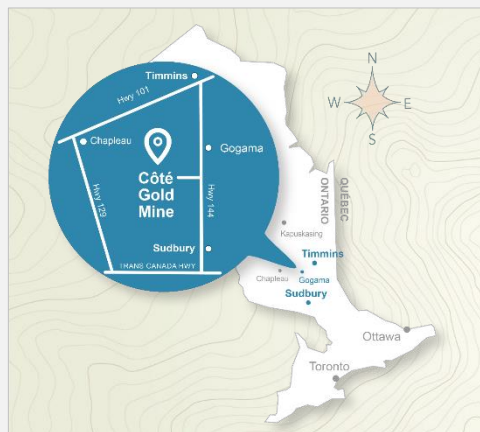 Timmins
Hwy 101
Chapleau
Gogama
Côté
Gold
Mine
Hwy 129
Hwy 144
Sudbury
TRANS CANADA HWY
N
W
E
S
ONTARIO
QUÉBEC
Kapuskasing
Timmins
Chapleau
Gogama
Sudbury
Ottawa
Toronto